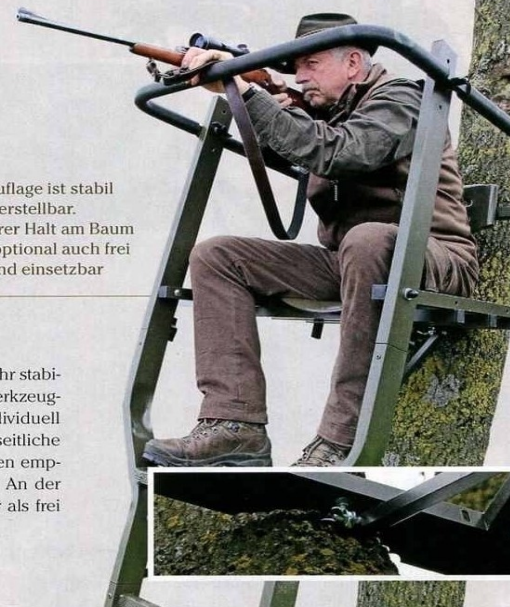 uflage ist stabil
erstellbar.
rer Halt am Baum
optional auch frei
nd einsetzbar
hr stabi-
erkzeug-
dividuell
seitliche
en emp-
An der
r als frei